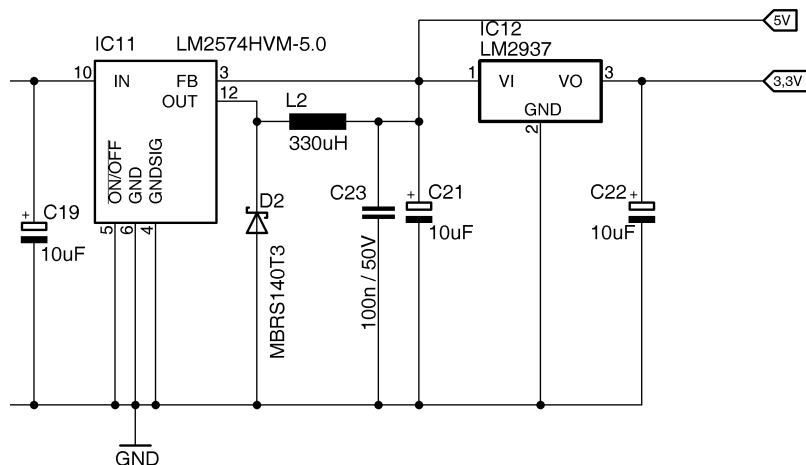 5V
IC11
LM2574HVM-5.0
IC12
LM2937
10
IN
FB
3
OUT
12
1
VI
VO
3
3,3V
GND
2
L2
330uH
ON/OFF
GND
GNDSIG
5
6
4
+
C19
10uF
D2
MBRS140T3
C23
100n / 50V
+
C21
10uF
+
C22
10uF
GND